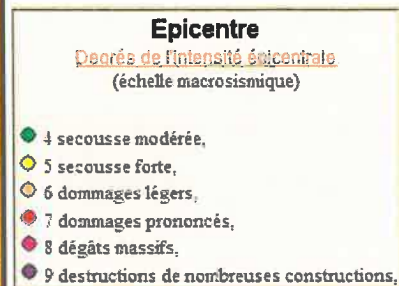 Epicentre
Degrés de l'intensité épicentrale
(échelle macrosismique)
4 secousse modérée,
5 secousse forte,
6 dommages légers,
7 dommages prononcés,
8 dégâts massifs,
9 destructions de nombreuses constructions,